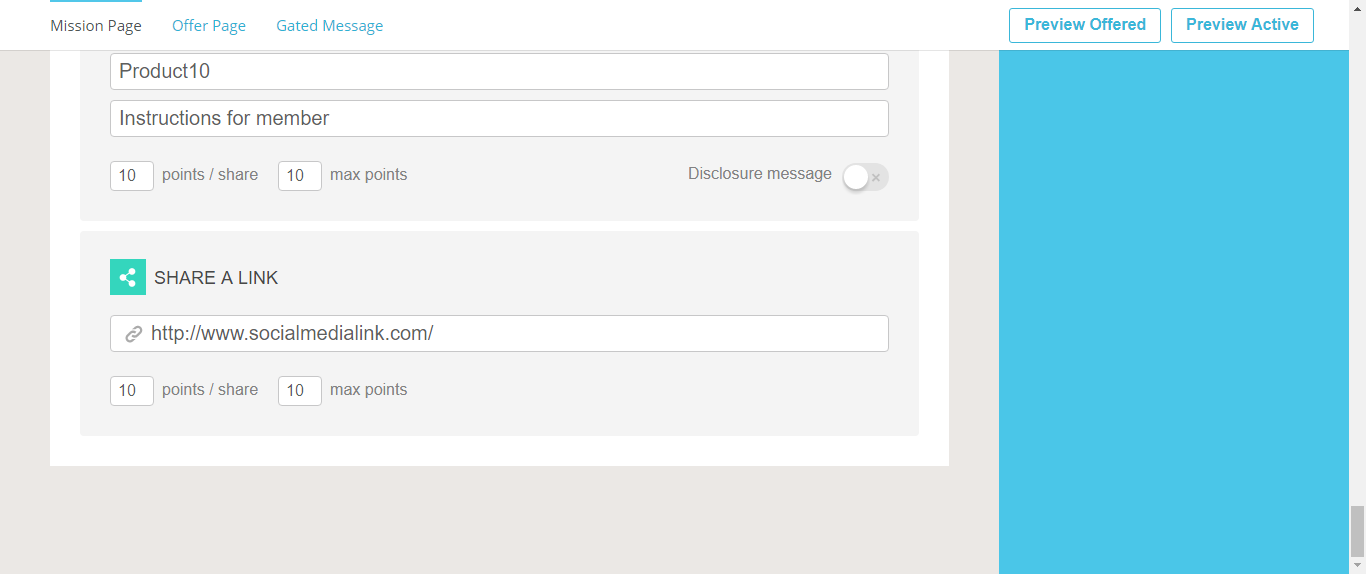 Mission Page Offer Page Gated Message Preview Offered Preview Active
Product10
Instructions for member
10 points / share 10 max points Disclosure message
SHARE A LINK
http://www.socialmedialink.com/
10 points / share 10 max points